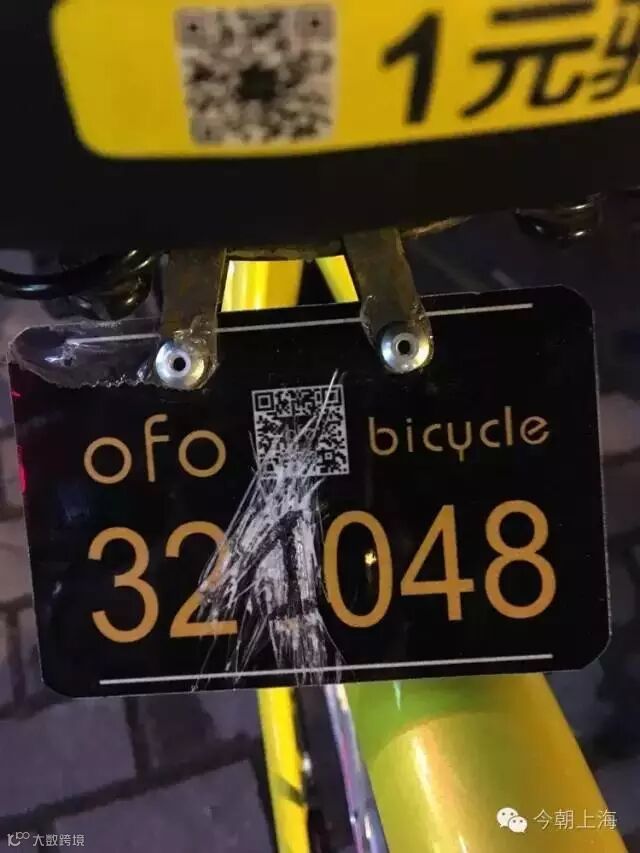 1元
ofo bicycle
32 048
今朝上海
大数跨境